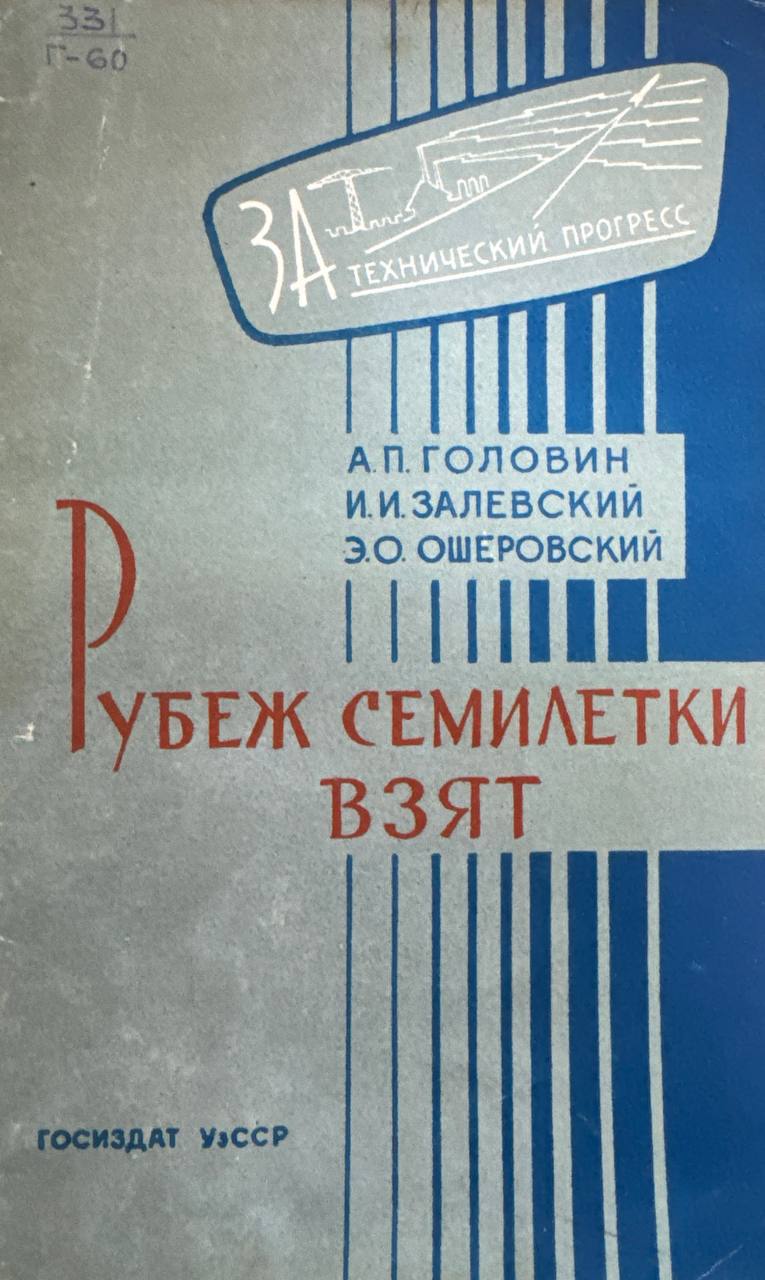 331
Г-60
ЗА
ТЕХНИЧЕСКИЙ ПРОГРЕСС
А.П. ГОЛОВИН
И.И. ЗАЛЕВСКИЙ
Э.О. ОШЕРОВСКИЙ
РУБЕЖ СЕМИЛЕТКИ
ВЗЯТ
ГОСИЗДАТ УзССР